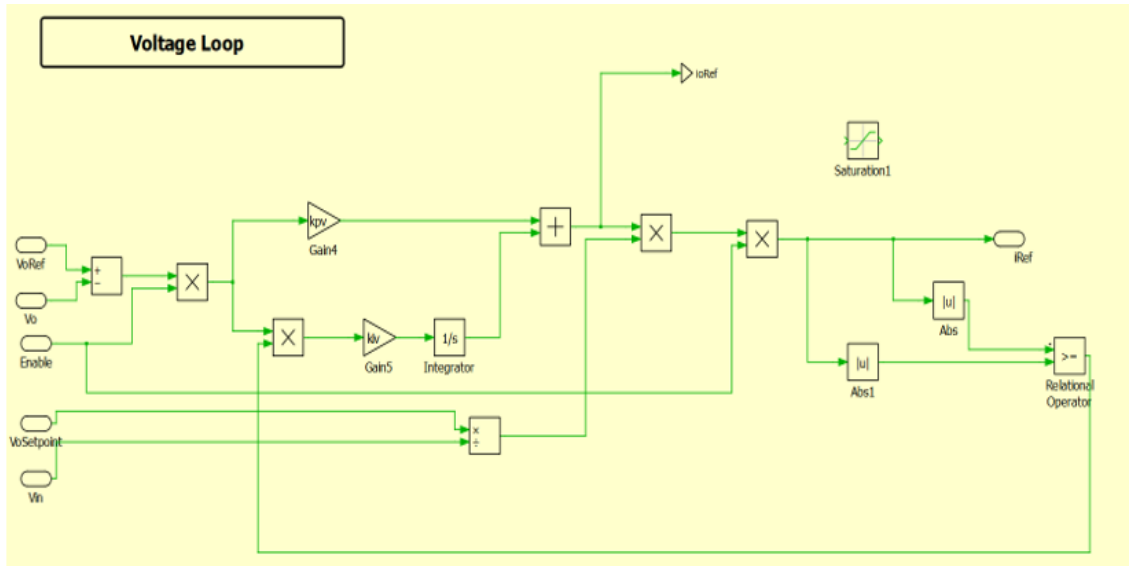 Voltage Loop
ioRef
Saturation1
kpv
Gain4
+
×
×
VoRef
+
−
×
Vo
|u|
Abs
iRef
Enable
×
kiv
Gain5
1/s
Integrator
|u|
Abs1
>=
Relational
Operator
VoSetpoint
×
÷
Vin